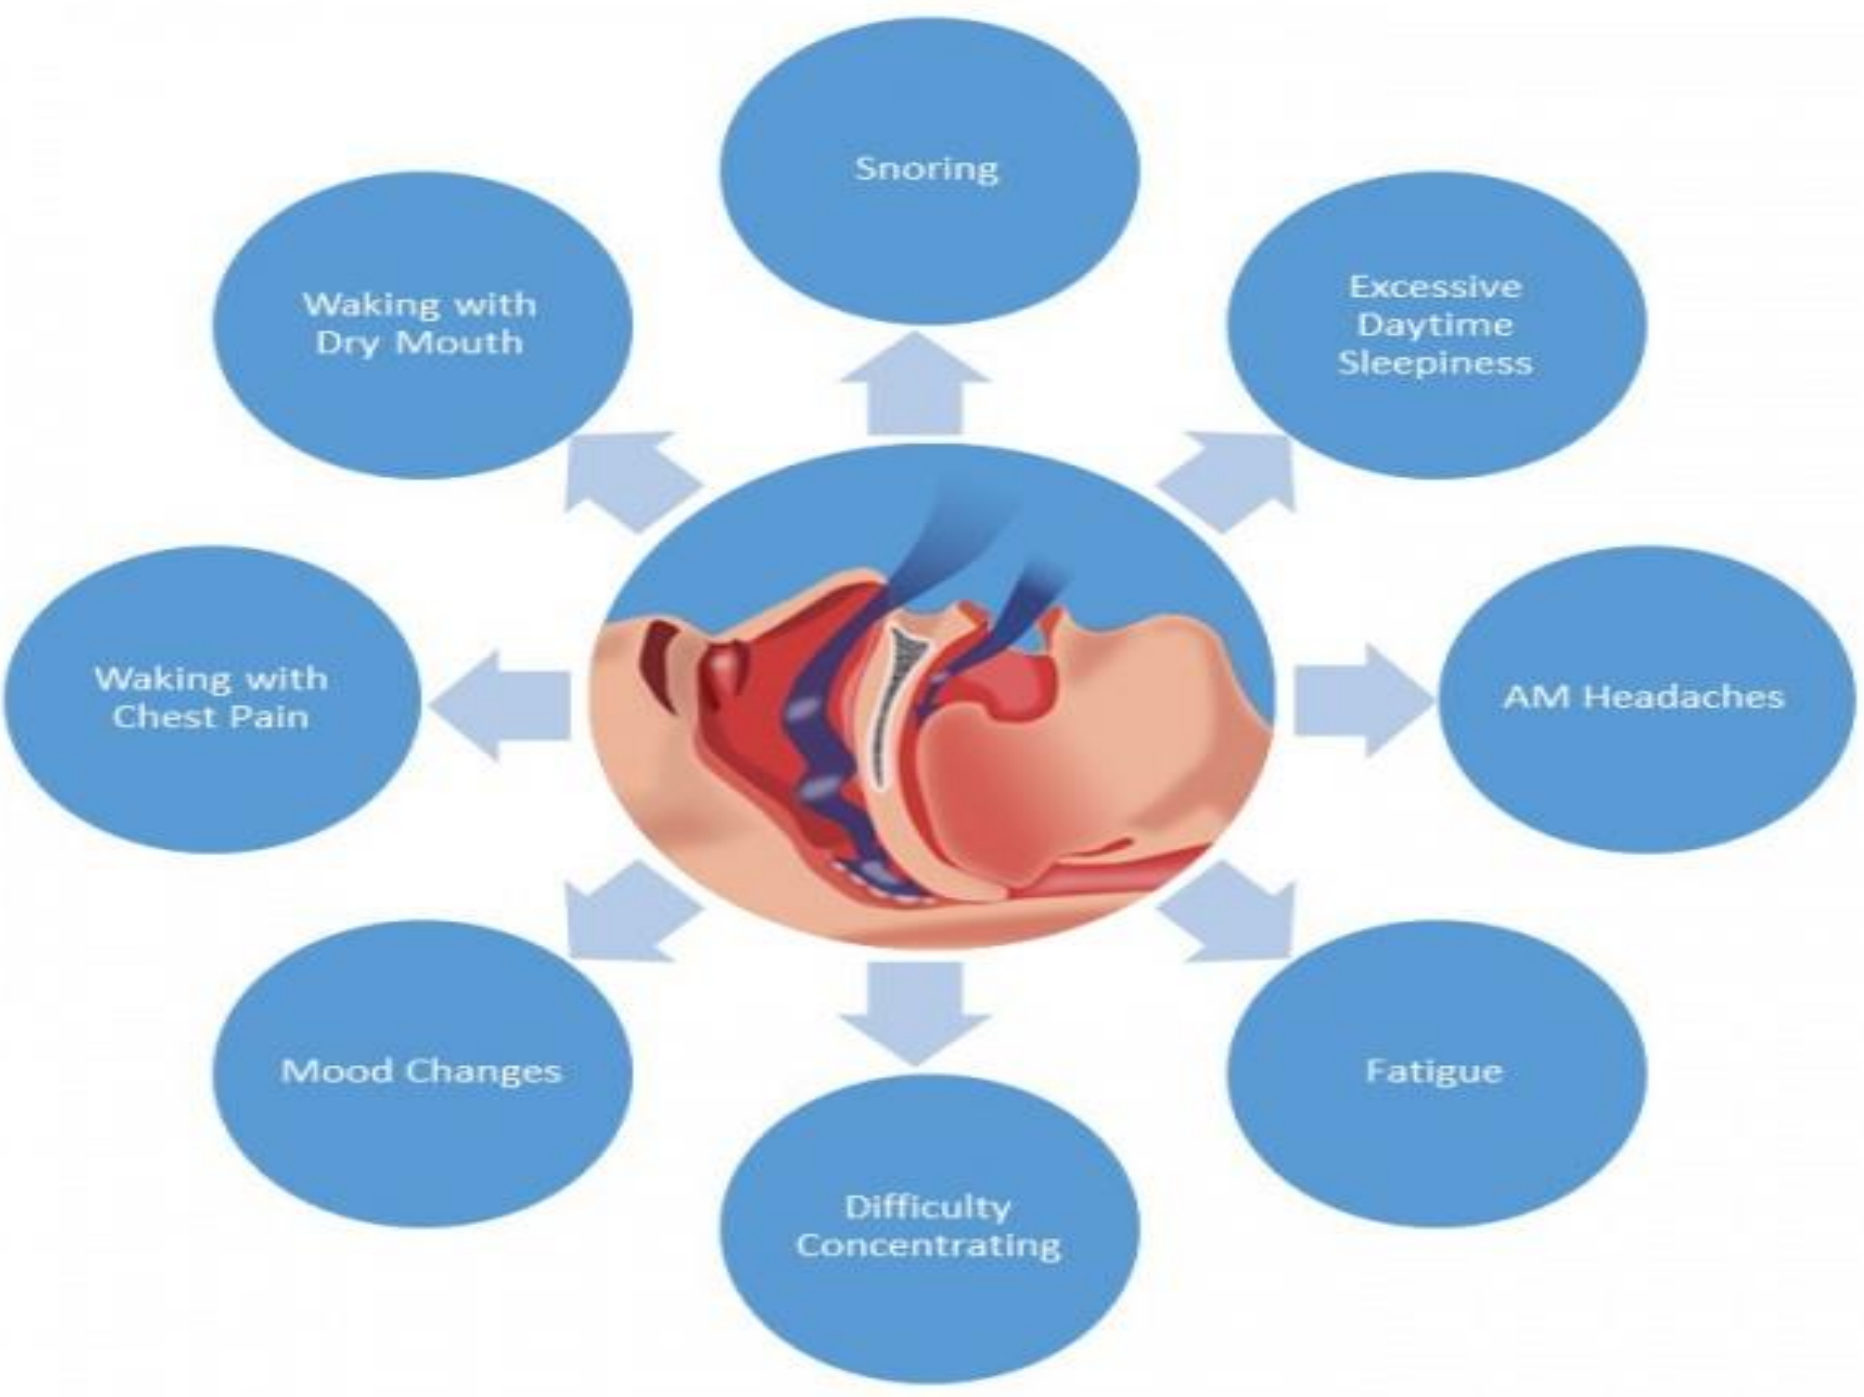 Snoring
Excessive
Daytime
Sleepiness
AM Headaches
Fatigue
Difficulty
Concentrating
Mood Changes
Waking with
Chest Pain
Waking with
Dry Mouth